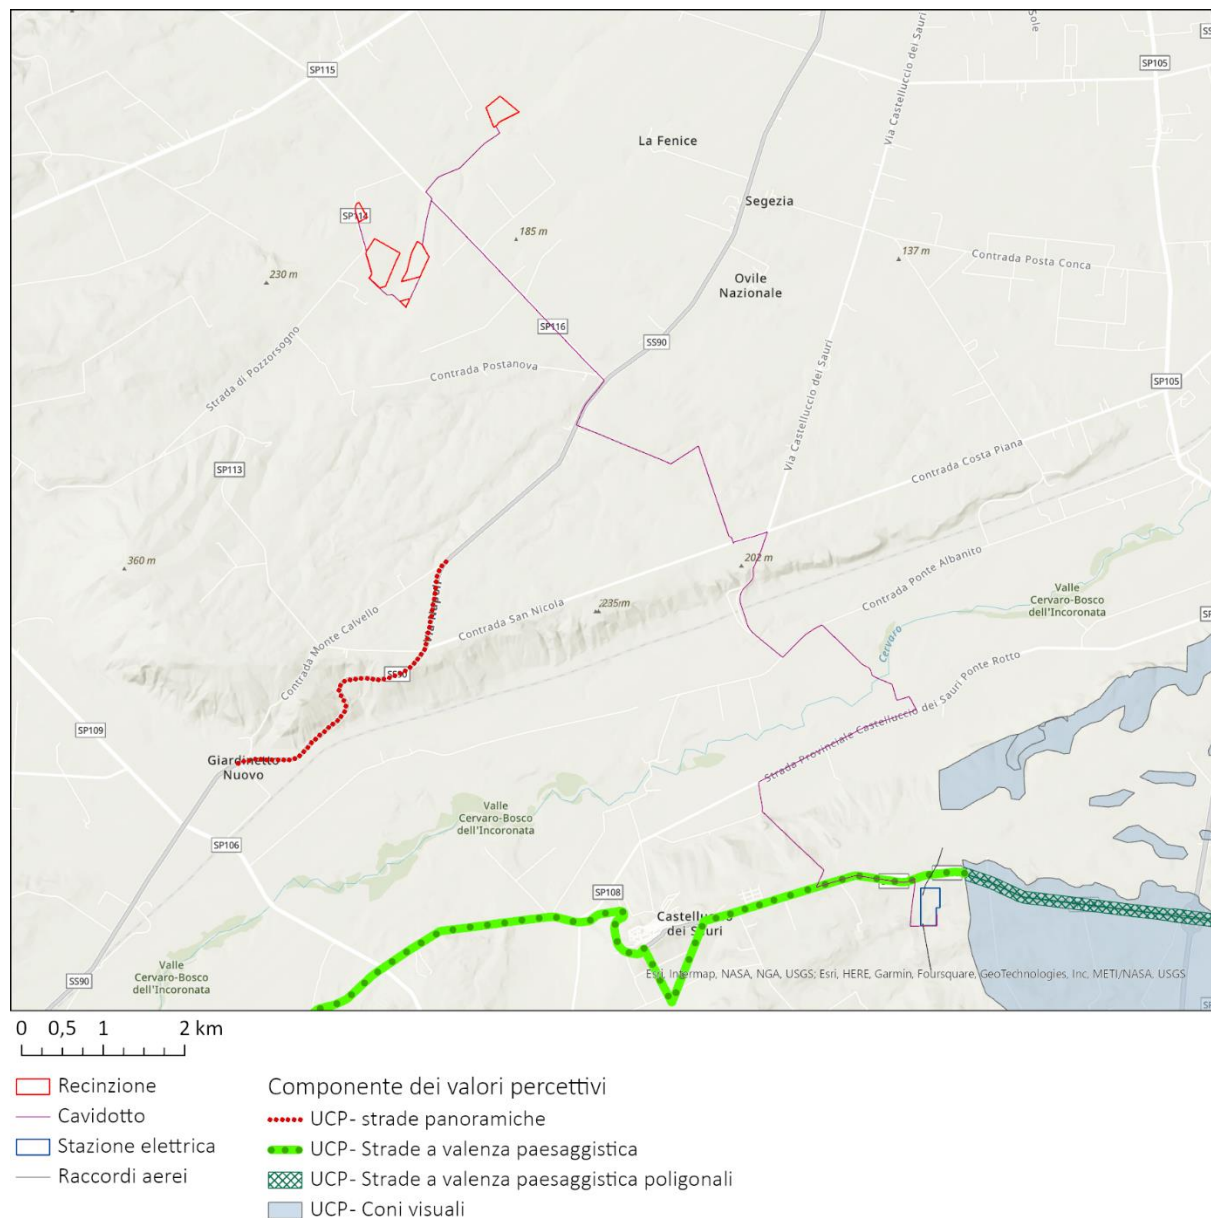 Sole
SS
SP115
SP105
Via Castelluccio dei Sauri
La Fenice
Segezia
SP114
185 m
137 m
Contrada Posta Conca
230 m
Ovile
Nazionale
SP116
SS90
Strada di Pozzorsogno
Contrada Postanova
Via Castelluccio dei Sauri
SP105
SP113
Contrada Costa Piana
360 m
202 m
235m
Contrada Ponte Albanito
Valle
Cervaro-Bosco
dell'Incoronata
SP
Contrada Monte Calvello
Contrada San Nicola
Cervaro
SS90
Strada Provinciale Castelluccio dei Sauri Ponte Rotto
SP109
Giardinetto
Nuovo
Valle
Cervaro-Bosco
dell'Incoronata
SP106
SP108
Castelluccio
dei Sauri
Valle
Cervaro-Bosco
dell'Incoronata
SS90
Esri, Intermap, NASA, NGA, USGS; Esri, HERE, Garmin, Foursquare, GeoTechnologies, Inc, METI/NASA, USGS
0 0,5 1 2 km
Recinzione
Cavidotto
Stazione elettrica
Raccordi aerei
Componente dei valori percettivi
UCP- strade panoramiche
UCP- Strade a valenza paesaggistica
UCP- Strade a valenza paesaggistica poligonali
UCP- Coni visuali